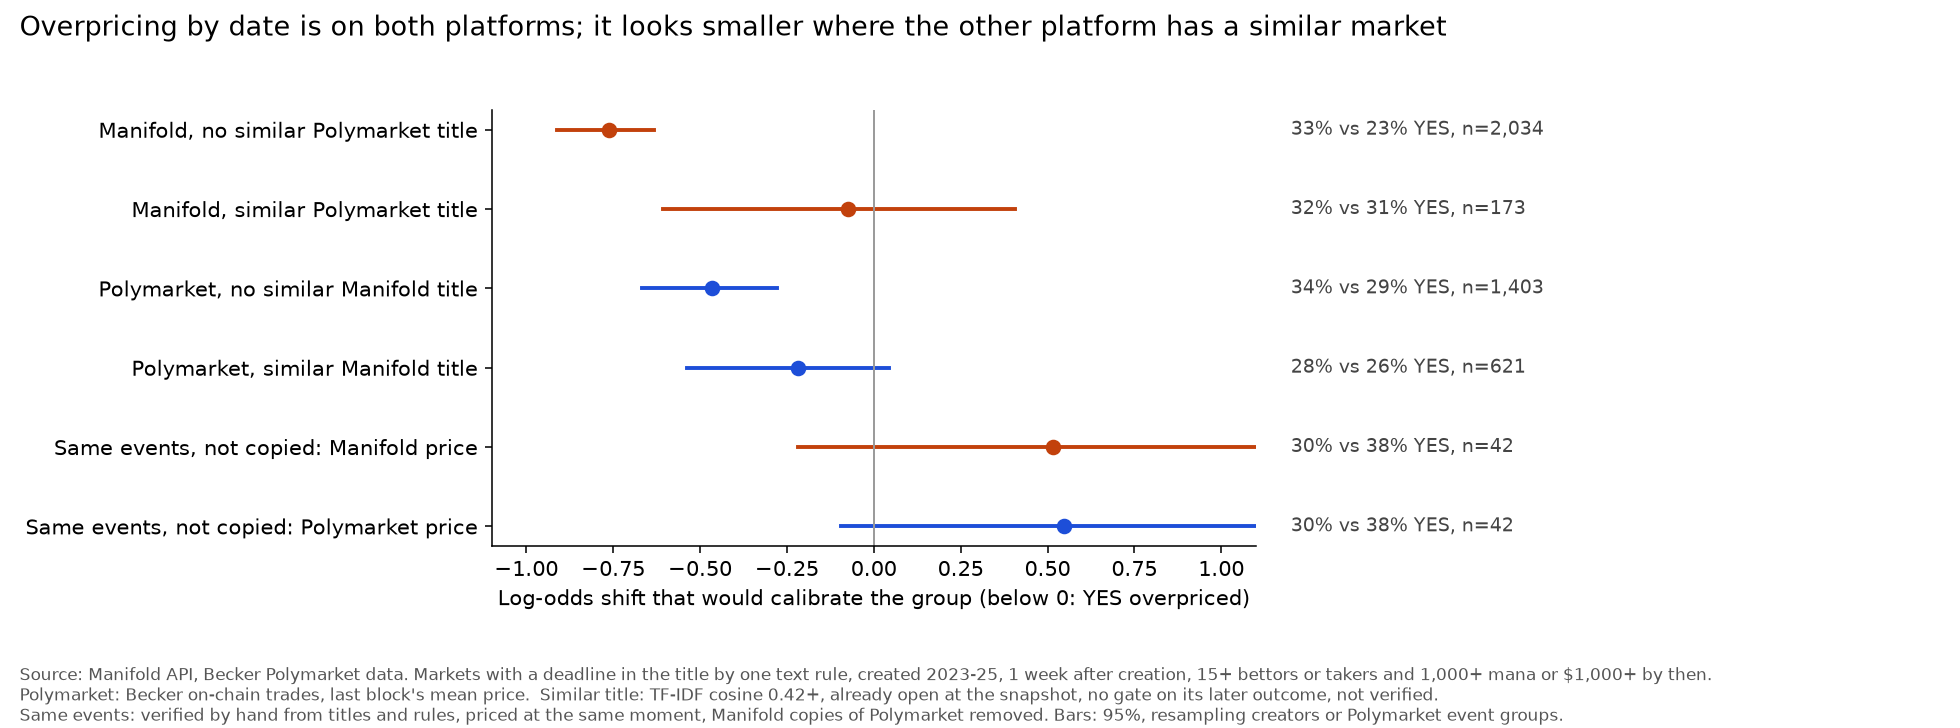 Overpricing by date is on both platforms; it looks smaller where the other platform has a similar market
Manifold, no similar Polymarket title
33% vs 23% YES, n=2,034
Manifold, similar Polymarket title
32% vs 31% YES, n=173
Polymarket, no similar Manifold title
34% vs 29% YES, n=1,403
Polymarket, similar Manifold title
28% vs 26% YES, n=621
Same events, not copied: Manifold price
30% vs 38% YES, n=42
Same events, not copied: Polymarket price
30% vs 38% YES, n=42
−1.00 −0.75 −0.50 −0.25 0.00 0.25 0.50 0.75 1.00
Log-odds shift that would calibrate the group (below 0: YES overpriced)
Source: Manifold API, Becker Polymarket data. Markets with a deadline in the title by one text rule, created 2023-25, 1 week after creation, 15+ bettors or takers and 1,000+ mana or $1,000+ by then.
Polymarket: Becker on-chain trades, last block's mean price.  Similar title: TF-IDF cosine 0.42+, already open at the snapshot, no gate on its later outcome, not verified.
Same events: verified by hand from titles and rules, priced at the same moment, Manifold copies of Polymarket removed. Bars: 95%, resampling creators or Polymarket event groups.